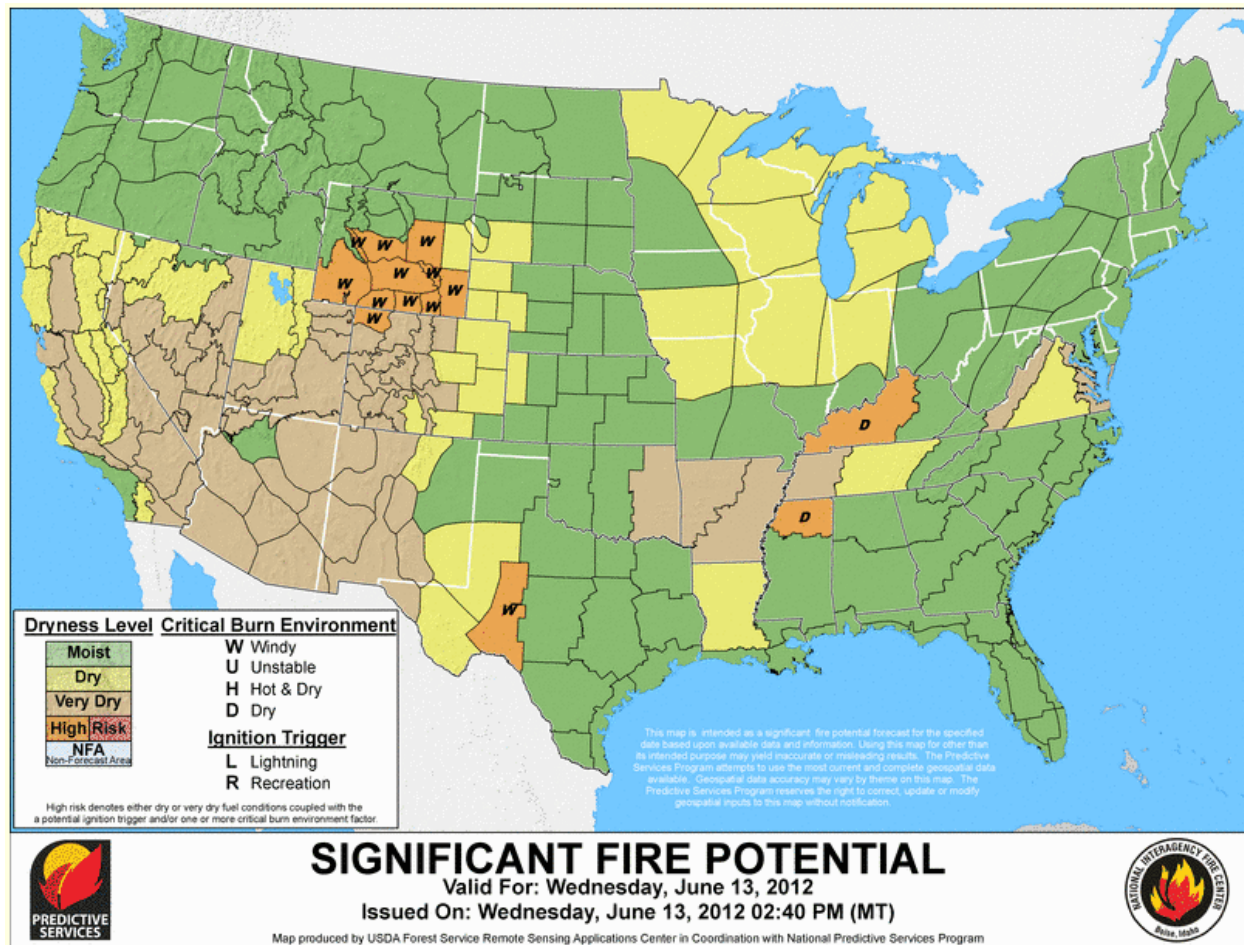 W
W
W
W
W
W
W
W
W
W
W
D
D
W
Dryness Level
Moist
Dry
Very Dry
High Risk
NFA
Non-Forecast Area
Critical Burn Environment
W Windy
U Unstable
H Hot & Dry
D Dry
Ignition Trigger
L Lightning
R Recreation
High risk denotes either dry or very dry fuel conditions coupled with the
a potential ignition trigger and/or one or more critical burn environment factor.
This map is intended as a significant fire potential forecast for the specified
date based upon available data and information. Using this map for other than
its intended purpose may yield inaccurate or misleading results. The Predictive
Services Program attempts to use the most current and complete geospatial data
available. Geospatial data accuracy may vary by theme on this map. The
Predictive Services Program reserves the right to correct, update or modify
geospatial inputs to this map without notification.
PREDICTIVE
SERVICES
SIGNIFICANT FIRE POTENTIAL
Valid For: Wednesday, June 13, 2012
Issued On: Wednesday, June 13, 2012 02:40 PM (MT)
Map produced by USDA Forest Service Remote Sensing Applications Center in Coordination with National Predictive Services Program
NATIONAL INTERAGENCY FIRE CENTER
Boise, Idaho